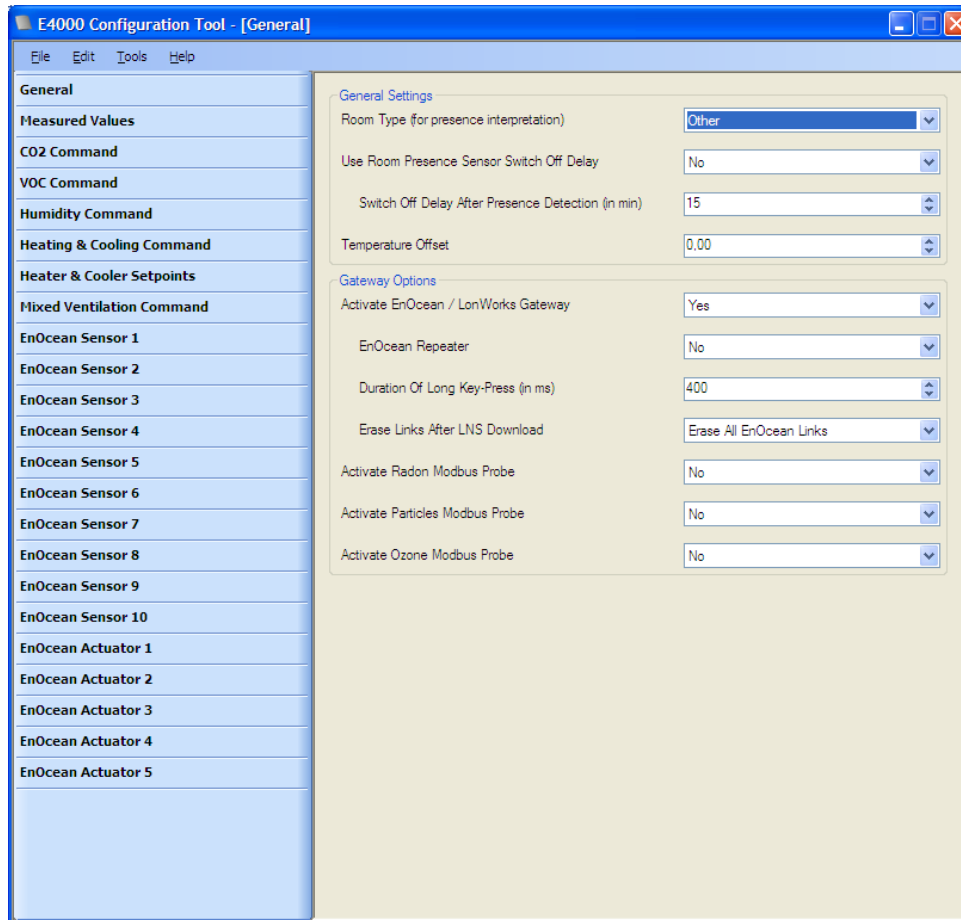 E4000 Configuration Tool - [General]
File Edit Tools Help
General
Measured Values
CO2 Command
VOC Command
Humidity Command
Heating & Cooling Command
Heater & Cooler Setpoints
Mixed Ventilation Command
EnOcean Sensor 1
EnOcean Sensor 2
EnOcean Sensor 3
EnOcean Sensor 4
EnOcean Sensor 5
EnOcean Sensor 6
EnOcean Sensor 7
EnOcean Sensor 8
EnOcean Sensor 9
EnOcean Sensor 10
EnOcean Actuator 1
EnOcean Actuator 2
EnOcean Actuator 3
EnOcean Actuator 4
EnOcean Actuator 5
General Settings
Room Type (for presence interpretation) Other
Use Room Presence Sensor Switch Off Delay No
Switch Off Delay After Presence Detection (in min) 15
Temperature Offset 0,00
Gateway Options
Activate EnOcean / LonWorks Gateway Yes
EnOcean Repeater No
Duration Of Long Key-Press (in ms) 400
Erase Links After LNS Download Erase All EnOcean Links
Activate Radon Modbus Probe No
Activate Particles Modbus Probe No
Activate Ozone Modbus Probe No